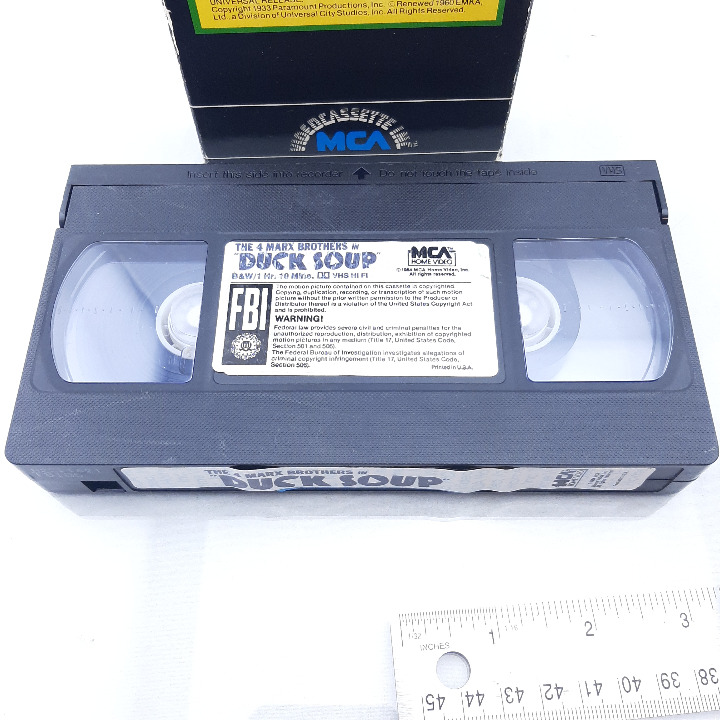 UNIVERSAL RELEASE
Copyright 1933 Paramount Productions, Inc. © Renewed 1960 EMKA,
Ltd., a Division of Universal City Studios, Inc. All Rights Reserved.
VIDEOCASSETTE
MCA
Insert this side into recorder Do not touch the tape inside
VHS
THE 4 MARX BROTHERS IN
"DUCK SOUP"
B&W/1 Hr. 10 Mins. VHS HI FI
MCA
HOME VIDEO
©1984 MCA Home Video, Inc.
All rights reserved.
FBI
The motion picture contained on this cassette is copyrighted.
Copying, duplication, recording, or transcription of such motion
picture without the prior written permission to the Producer or
Distributor thereof is a violation of the United States Copyright Act
and is prohibited.
WARNING!
Federal law provides severe civil and criminal penalties for the
unauthorized reproduction, distribution, exhibition of copyrighted
motion pictures in any medium (Title 17, United States Code,
Section 501 and 506).
The Federal Bureau of Investigation investigates allegations of
criminal copyright infringement (Title 17, United States Code,
Section 506).
Printed in U.S.A.
THE 4 MARX BROTHERS IN
"DUCK SOUP"
MCA
1/32 1 1/16 2 3
INCHES
45 44 43 42 41 40 39 38